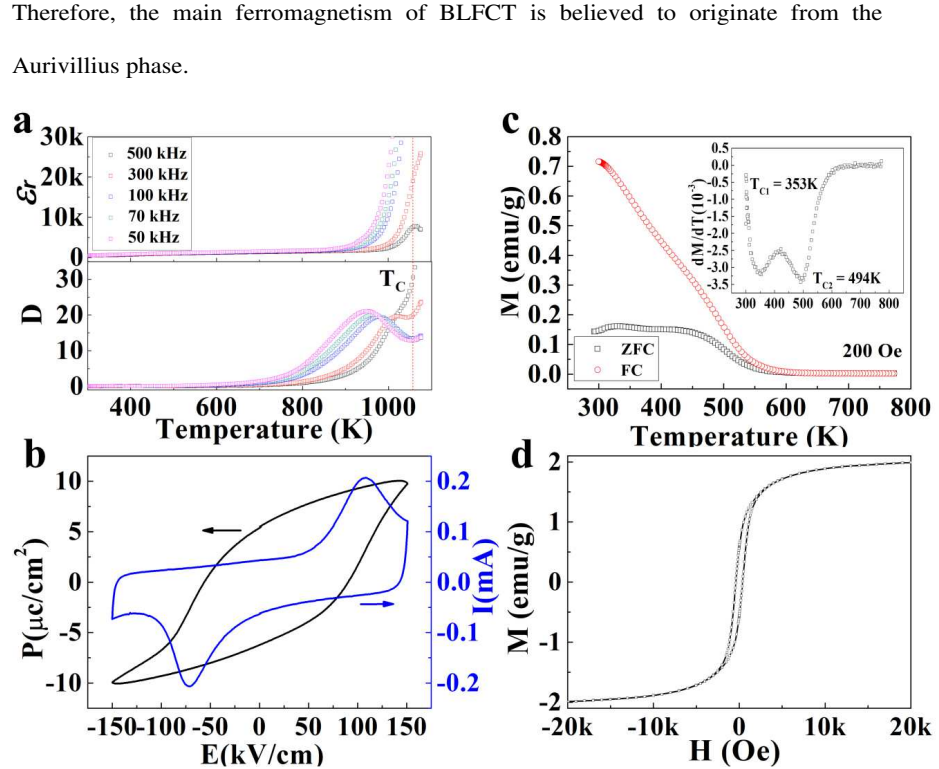 Therefore, the main ferromagnetism of BLFCT is believed to originate from the
Aurivillius phase.
a
30k
20k
10k
0
εr
500 kHz
300 kHz
100 kHz
70 kHz
50 kHz
30
20
10
0
D
TC
400 600 800 1000
Temperature (K)
c
0.8
0.7
0.6
0.5
0.4
0.3
0.2
0.1
0.0
M (emu/g)
0.5
0.0
-0.5
-1.0
-1.5
-2.0
-2.5
-3.0
-3.5
dM/dT(10-3)
TC1 = 353K
TC2 = 494K
300 400 500 600 700 800
200 Oe
ZFC
FC
300 400 500 600 700 800
Temperature (K)
b
10
5
0
-5
-10
P(μc/cm2)
0.2
0.1
0.0
-0.1
-0.2
I(mA)
-150 -100 -50 0 50 100 150
E(kV/cm)
d
2
1
0
-1
-2
M (emu/g)
-20k -10k 0 10k 20k
H (Oe)